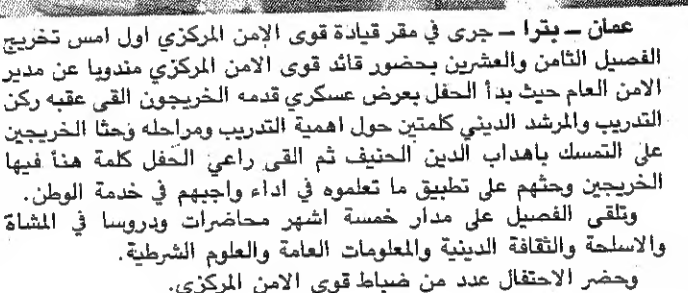 عمان ــ بترا ــ جرى في مقر قيادة قوى الامن المركزي اول امس تخريج
الفصيل الثامن والعشرين بحضور قائد قوى الامن المركزي مندوبا عن مدير
الامن العام حيث بدأ الحفل بعرض عسكري قدمه الخريجون القى عقبه ركن
التدريب والمرشد الديني كلمتين حول اهمية التدريب ومراحله وحثا الخريجين
على التمسك باهداب الدين الحنيف ثم القى راعي الحفل كلمة هنأ فيها
الخريجين وحثهم على تطبيق ما تعلموه في اداء واجبهم في خدمة الوطن.
وتلقى الفصيل على مدار خمسة اشهر محاضرات ودروسا في المشاة
والاسلحة والثقافة الدينية والمعلومات العامة والعلوم الشرطية.
وحضر الاحتفال عدد من ضباط قوى الامن المركزي.